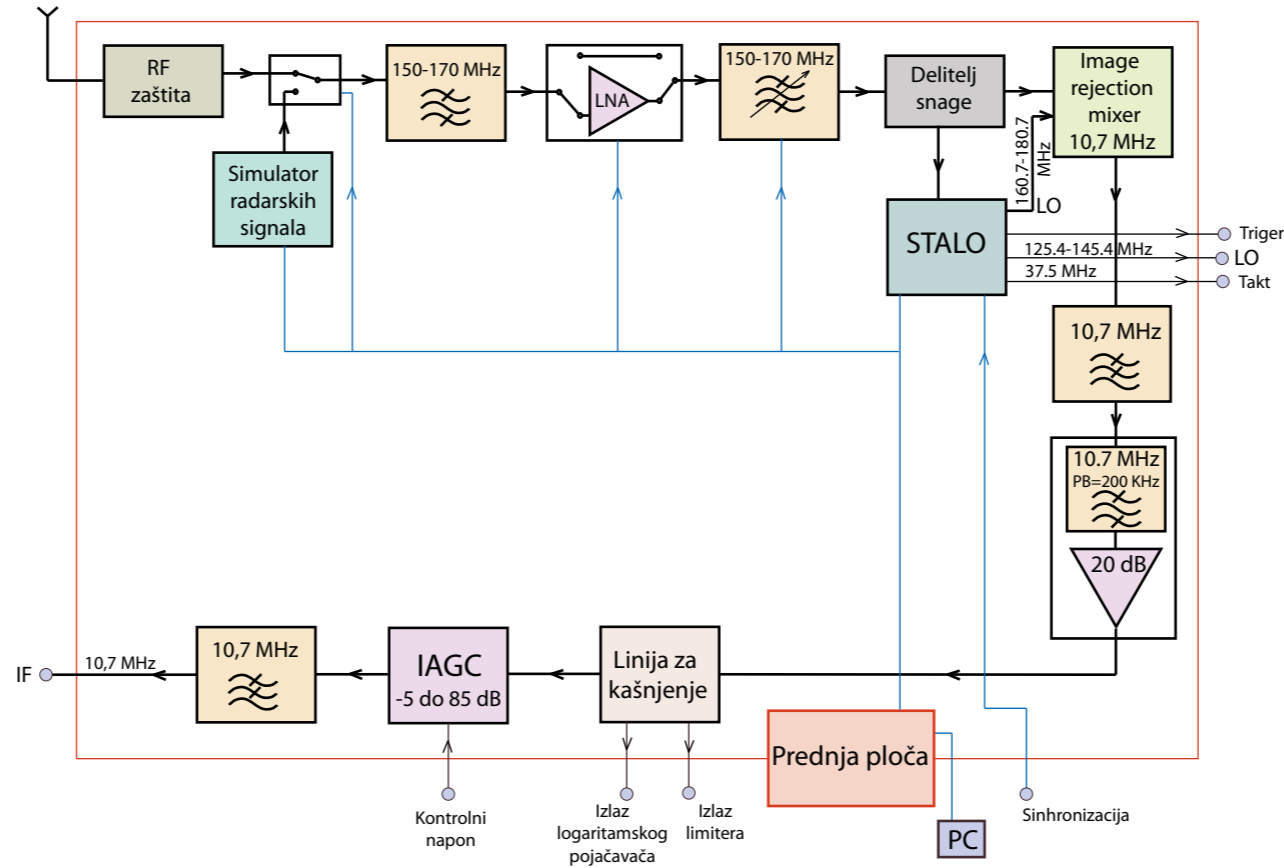 RF
zaštita
150-170 MHz
LNA
150-170 MHz
Delitelj
snage
Image
rejection
mixer
10,7 MHz
Simulator
radarskih
signala
160.7-180.7
MHz
LO
STALO
Triger
125.4-145.4 MHz
LO
37.5 MHz
Takt
10,7 MHz
10.7 MHz
PB=200 KHz
20 dB
IF
10,7 MHz
10,7 MHz
IAGC
-5 do 85 dB
Linija za
kašnjenje
Prednja ploča
Kontrolni
napon
Izlaz
logaritamskog
pojačavača
Izlaz
limitera
PC
Sinhronizacija